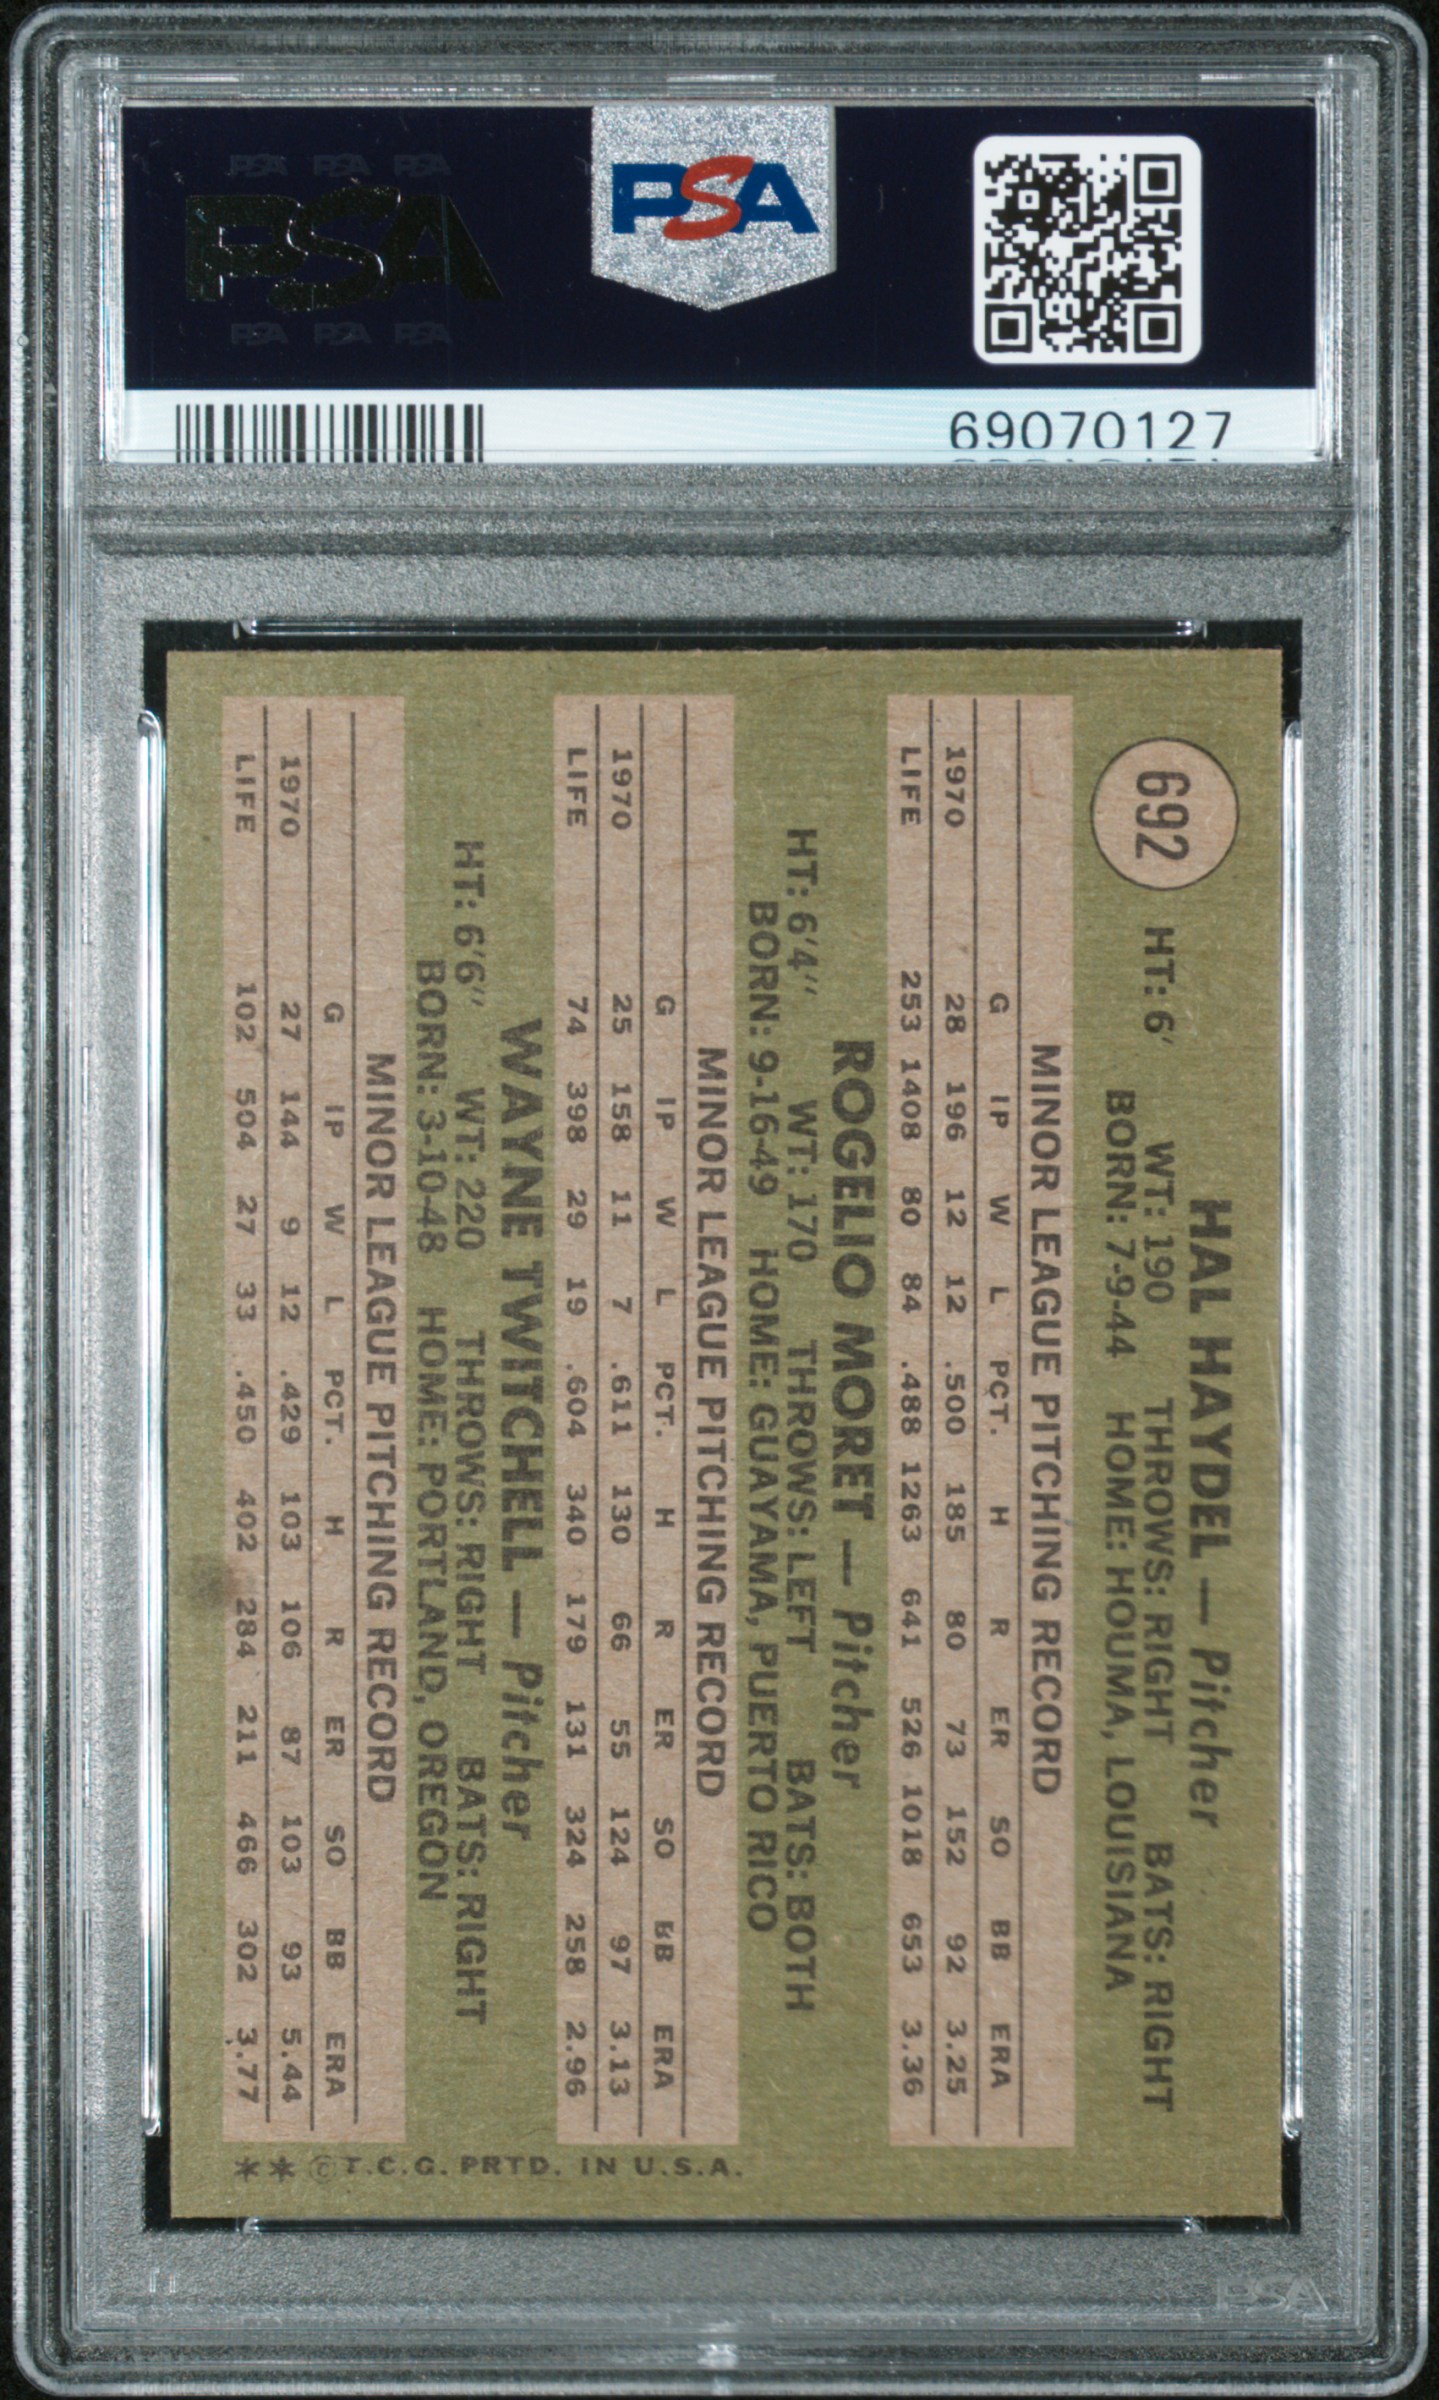 PSA PSA PSA
PSA
PSA PSA PSA
PSA
69070127
692
HAL HAYDEL — Pitcher
HT: 6' WT: 190 THROWS: RIGHT BATS: RIGHT
BORN: 7-9-44 HOME: HOUMA, LOUISIANA
MINOR LEAGUE PITCHING RECORD
G IP W L PCT. H R ER SO BB ERA
1970 28 196 12 12 .500 185 80 73 152 92 3.25
LIFE 253 1408 80 84 .488 1263 641 526 1018 653 3.36
ROGELIO MORET — Pitcher
HT: 6'4" WT: 170 THROWS: LEFT BATS: BOTH
BORN: 9-16-49 HOME: GUAYAMA, PUERTO RICO
MINOR LEAGUE PITCHING RECORD
G IP W L PCT. H R ER SO BB ERA
1970 25 158 11 7 .611 130 66 55 124 97 3.13
LIFE 74 398 29 19 .604 340 179 131 324 258 2.96
WAYNE TWITCHELL — Pitcher
HT: 6'6" WT: 220 THROWS: RIGHT BATS: RIGHT
BORN: 3-10-48 HOME: PORTLAND, OREGON
MINOR LEAGUE PITCHING RECORD
G IP W L PCT. H R ER SO BB ERA
1970 27 144 9 12 .429 103 106 87 103 93 5.44
LIFE 102 504 27 33 .450 402 284 211 466 302 3.77
** © T.C.G. PRTD. IN U.S.A.
PSA